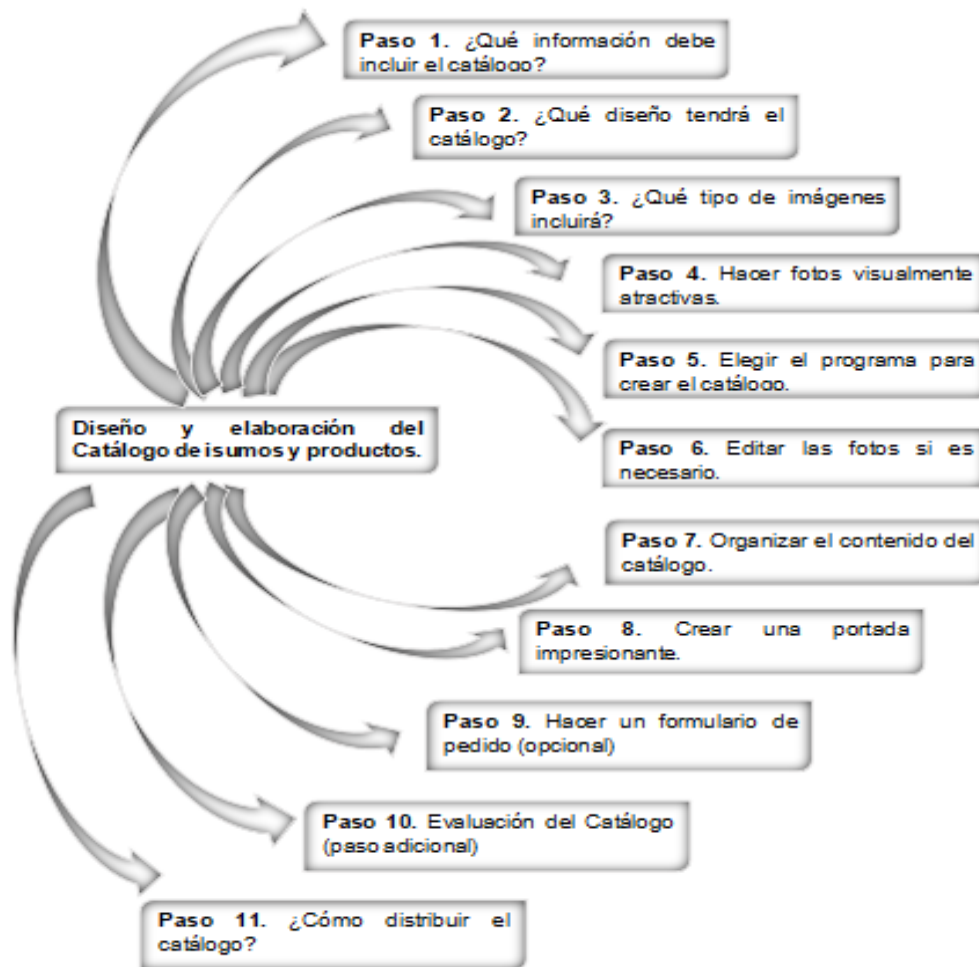 Paso 1. ¿Qué información debe
incluir el catálogo?
Paso 2. ¿Qué diseño tendrá el
catálogo?
Paso 3. ¿Qué tipo de imágenes
incluirá?
Paso 4. Hacer fotos visualmente
atractivas.
Paso 5. Elegir el programa para
crear el catálogo.
Diseño y elaboración del
Catálogo de isumos y productos.
Paso 6. Editar las fotos si es
necesario.
Paso 7. Organizar el contenido del
catálogo.
Paso 8. Crear una portada
impresionante.
Paso 9. Hacer un formulario de
pedido (opcional)
Paso 10. Evaluación del Catálogo
(paso adicional)
Paso 11. ¿Cómo distribuir el
catálogo?